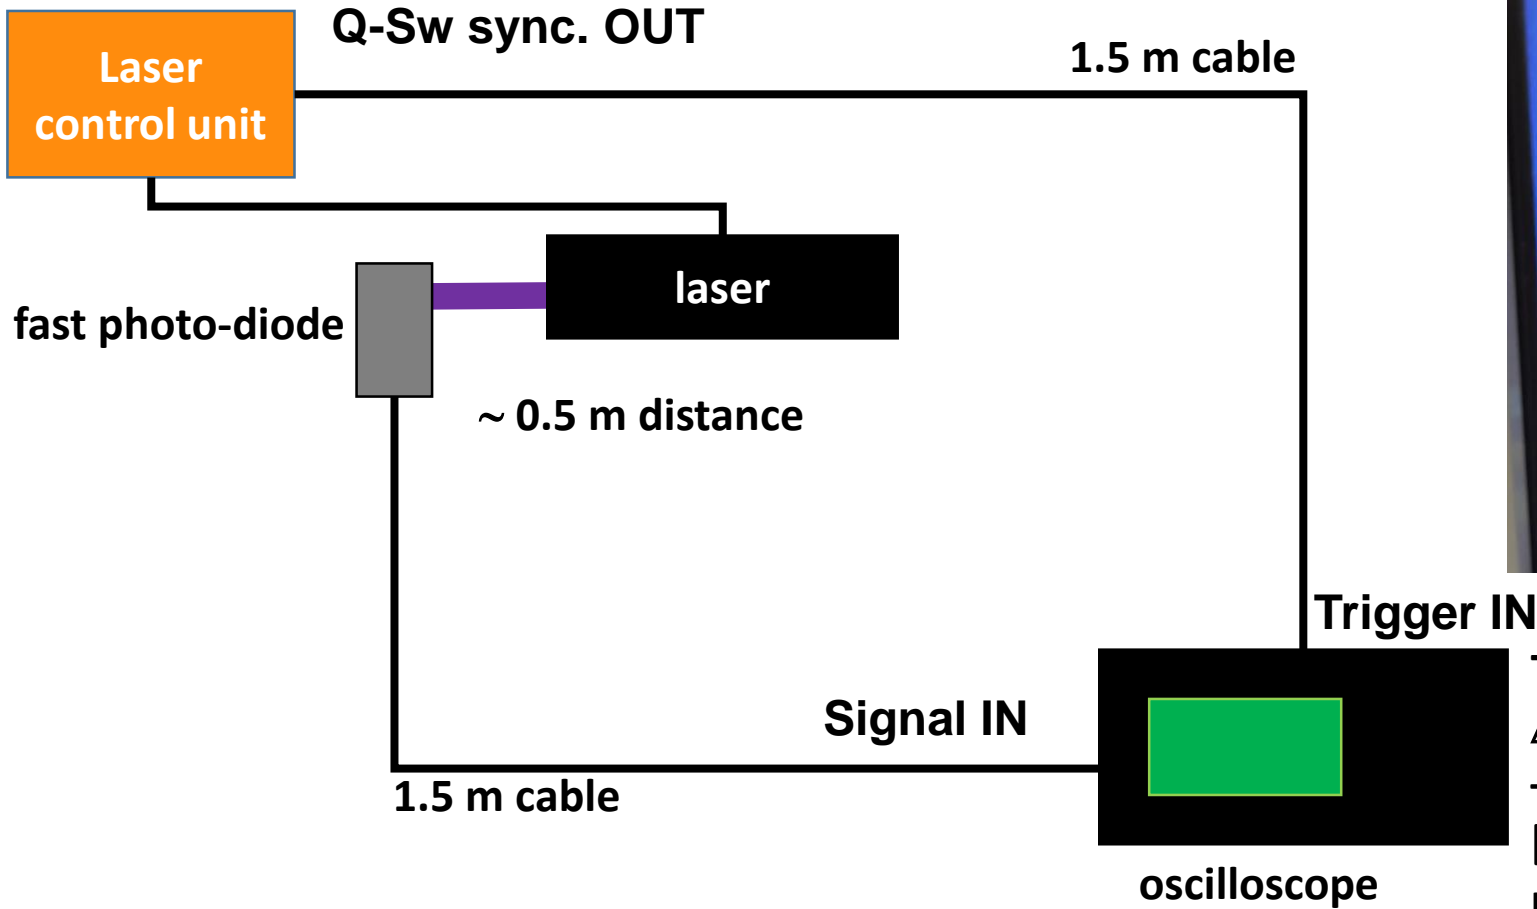 Q-Sw sync. OUT
Laser
control unit
1.5 m cable
laser
fast photo-diode
~ 0.5 m distance
Trigger IN
Signal IN
1.5 m cable
oscilloscope